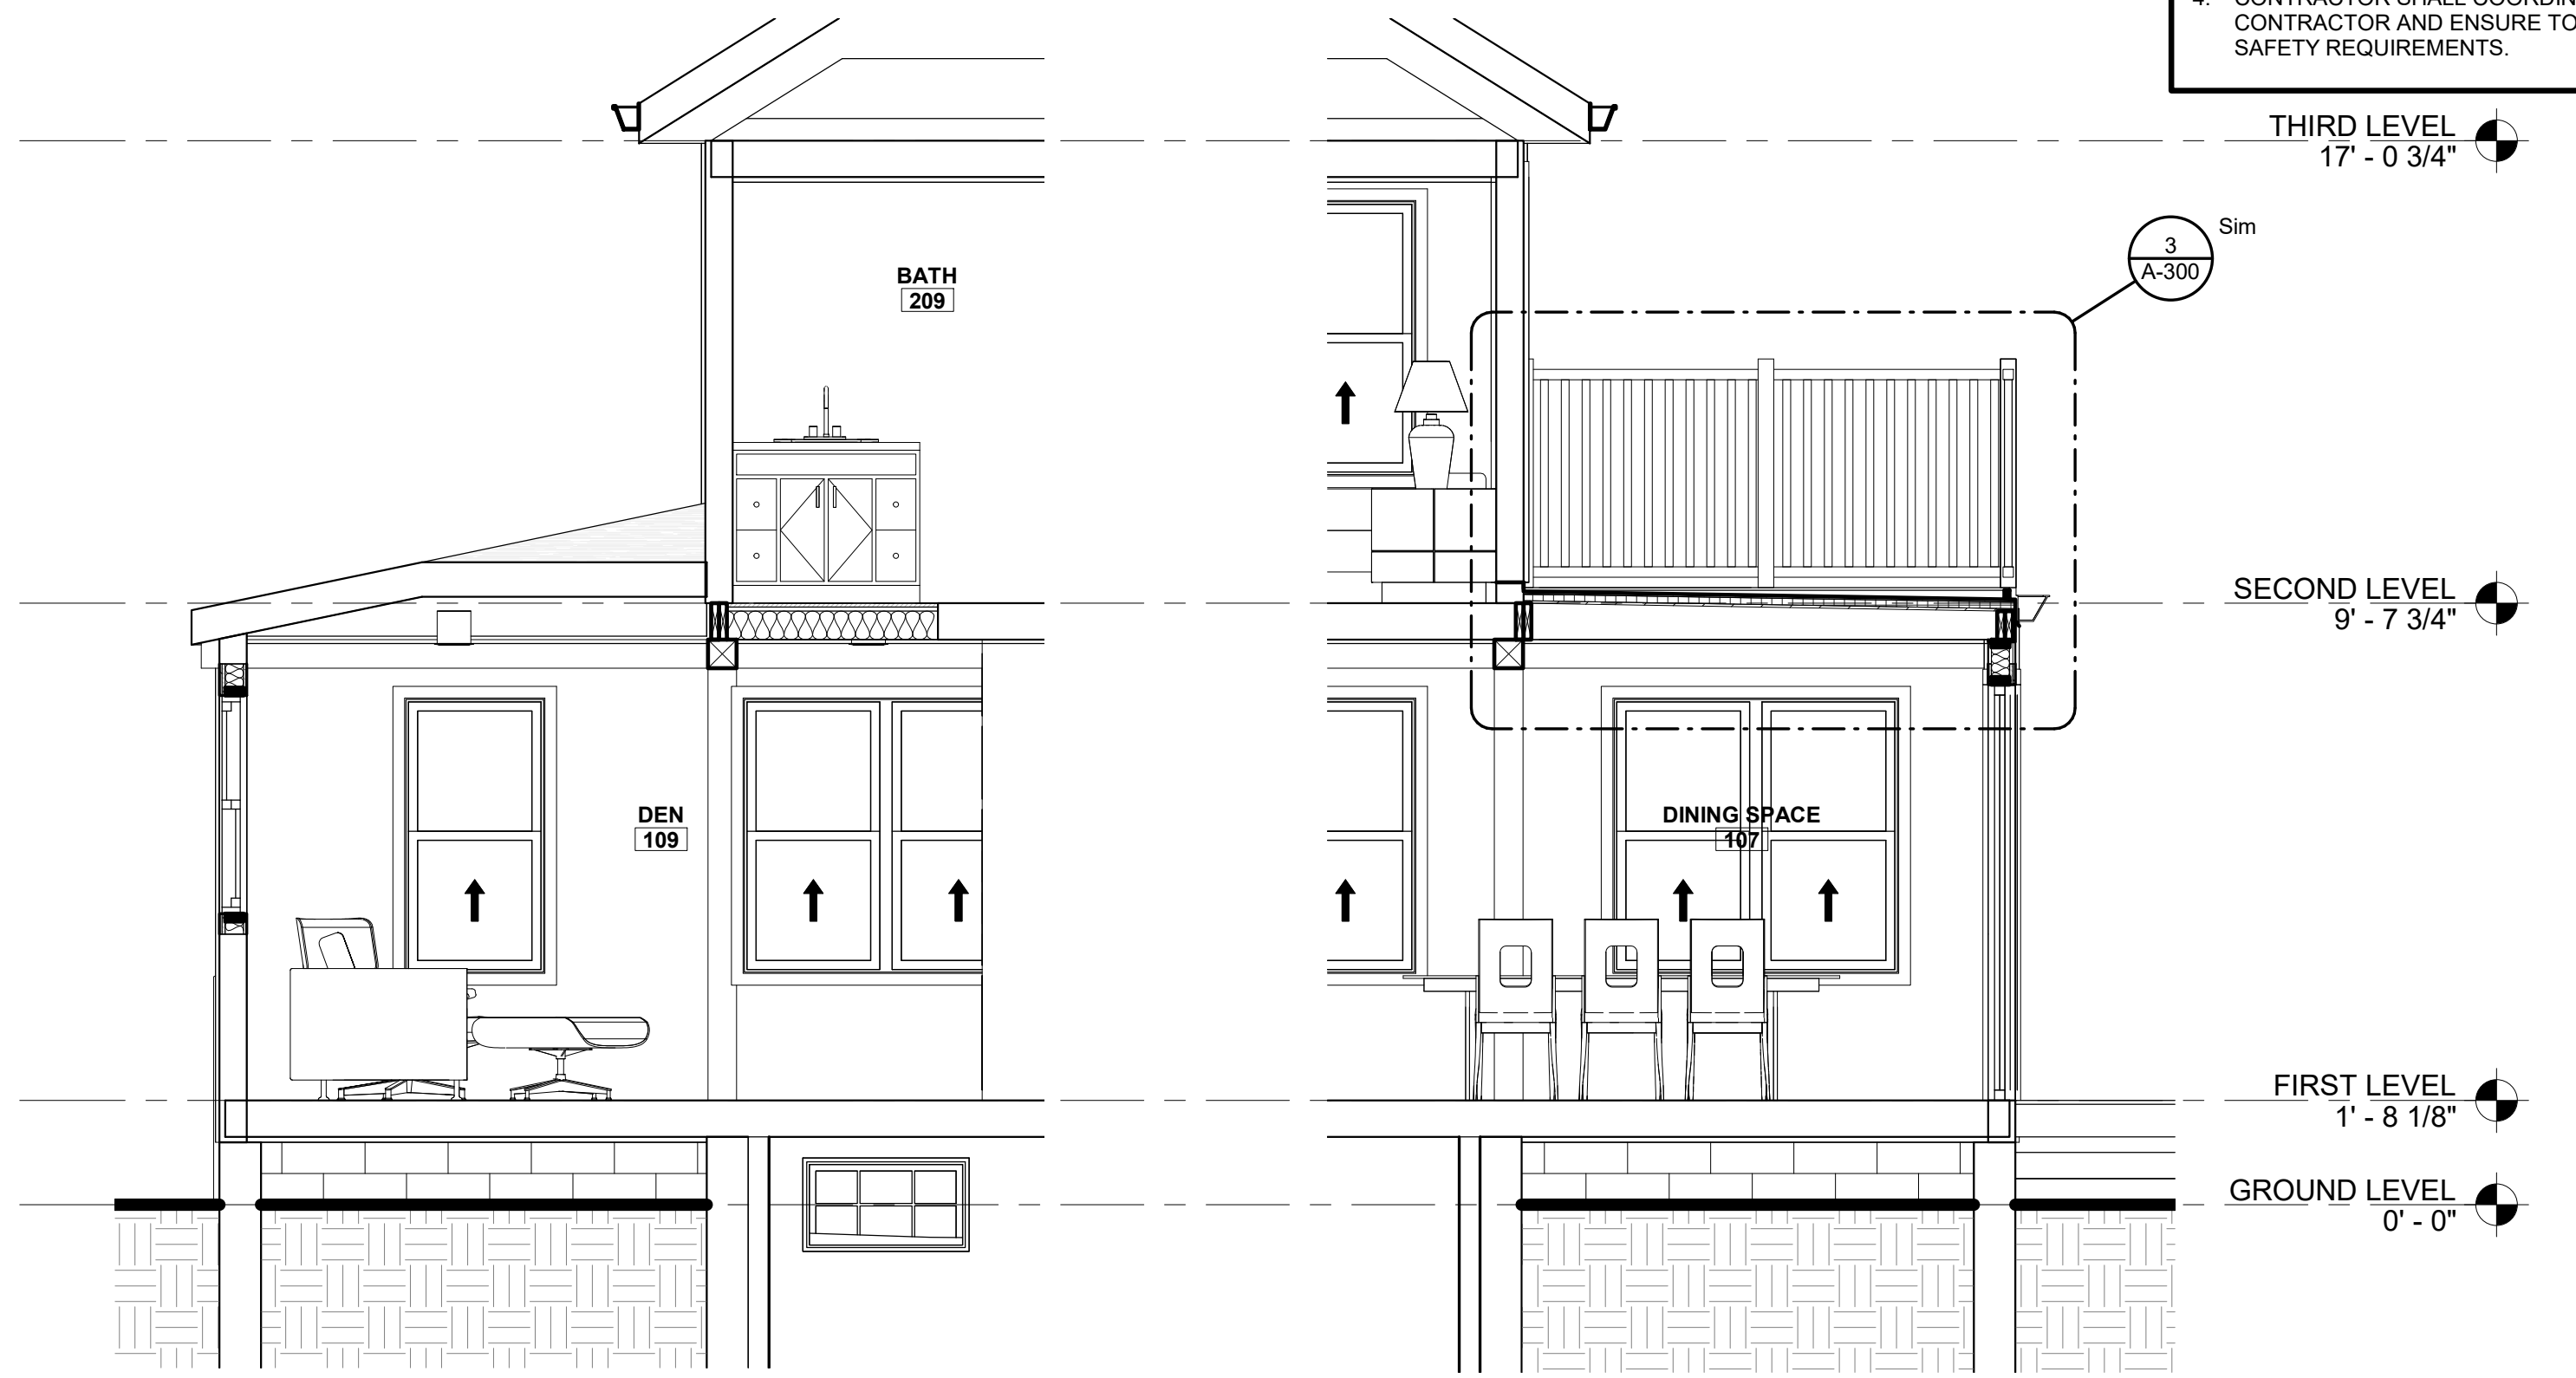 CONTRACTOR AND ENSURE TO
SAFETY REQUIREMENTS.
THIRD LEVEL
17' - 0 3/4"
3
A-300
Sim
BATH
209
SECOND LEVEL
9' - 7 3/4"
DEN
109
DINING SPACE
107
FIRST LEVEL
1' - 8 1/8"
GROUND LEVEL
0' - 0"